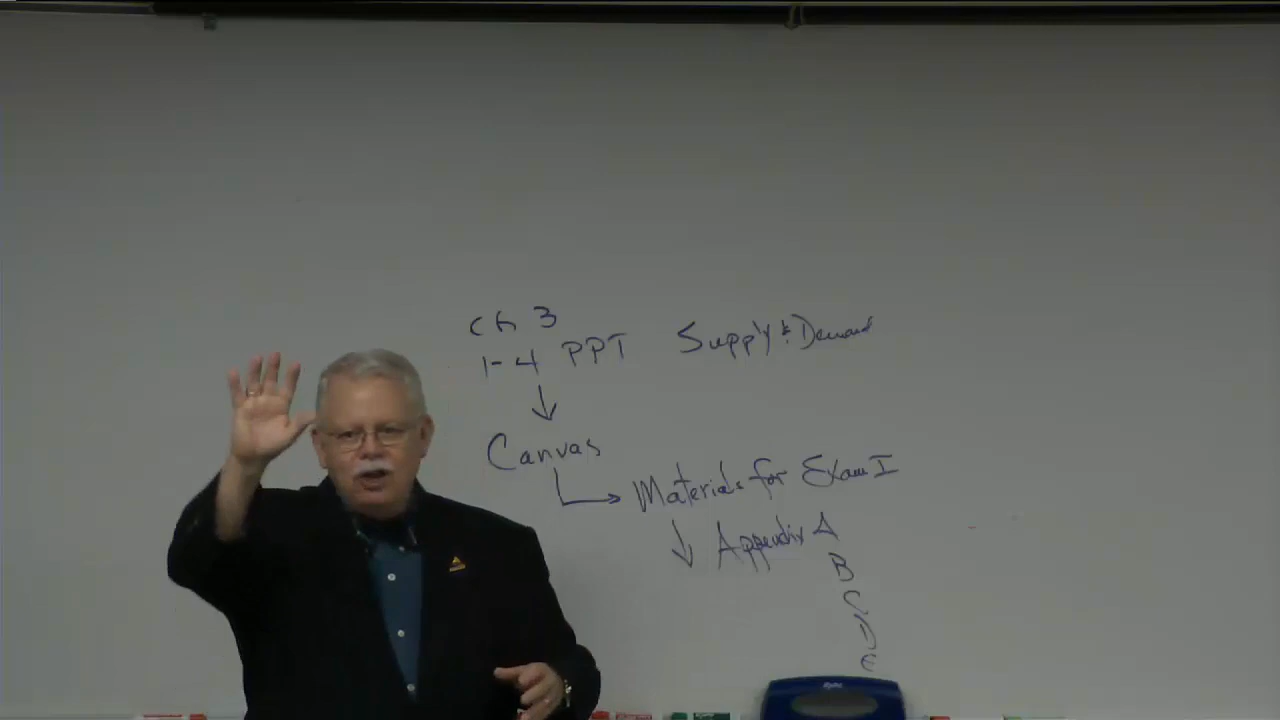 Ch 3
1-4 PPT Supply & Demand
↓
Canvas
→ Materials for Exam I
↓ Appendix A
B
C
D
E